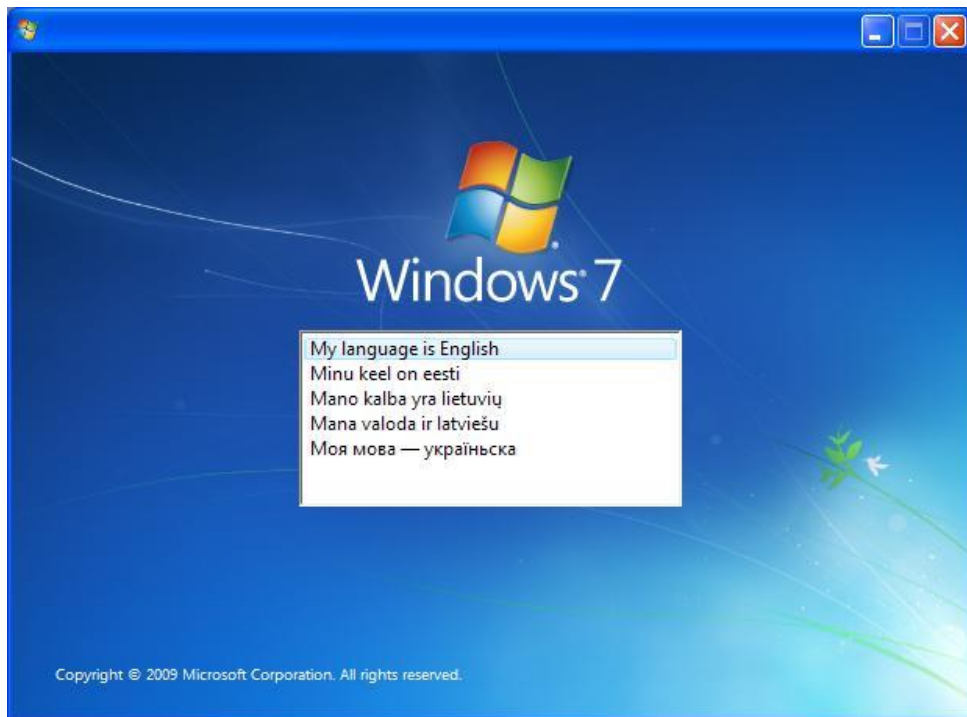 Windows® 7
My language is English
Minu keel on eesti
Mano kalba yra lietuvių
Mana valoda ir latviešu
Моя мова — україньска
Copyright © 2009 Microsoft Corporation. All rights reserved.